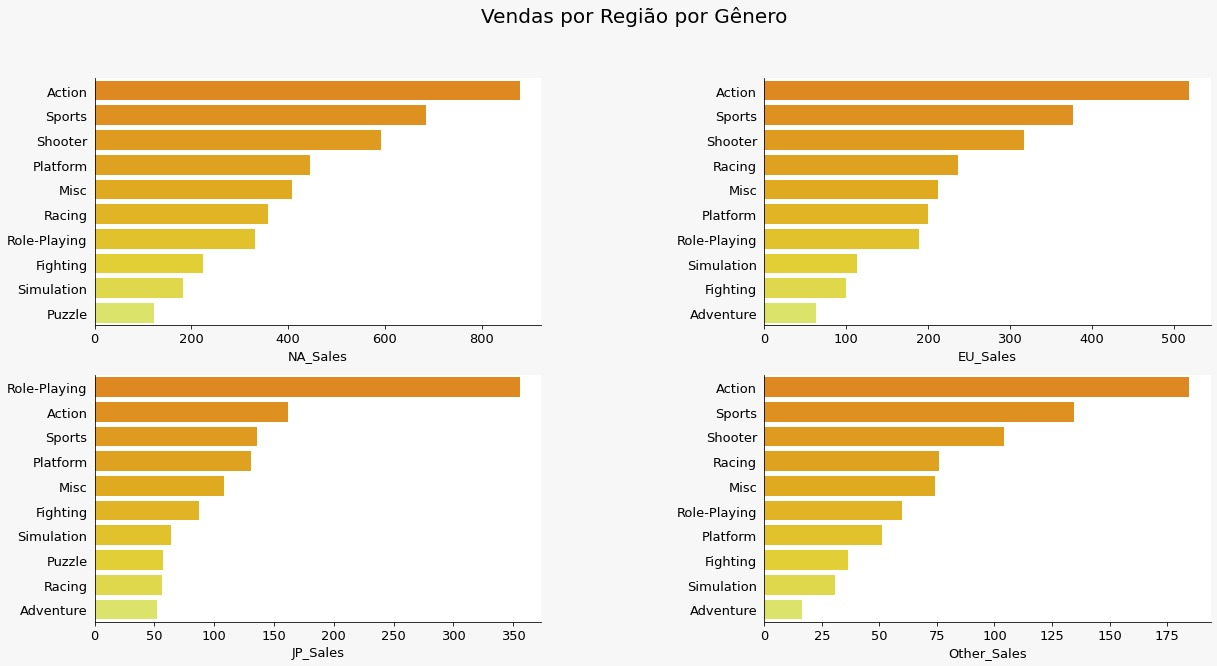 Vendas por Região por Gênero
Action
Sports
Shooter
Platform
Misc
Racing
Role-Playing
Fighting
Simulation
Puzzle
0 200 400 600 800
NA_Sales
Action
Sports
Shooter
Racing
Misc
Platform
Role-Playing
Simulation
Fighting
Adventure
0 100 200 300 400 500
EU_Sales
Role-Playing
Action
Sports
Platform
Misc
Fighting
Simulation
Puzzle
Racing
Adventure
0 50 100 150 200 250 300 350
JP_Sales
Action
Sports
Shooter
Racing
Misc
Role-Playing
Platform
Fighting
Simulation
Adventure
0 25 50 75 100 125 150 175
Other_Sales